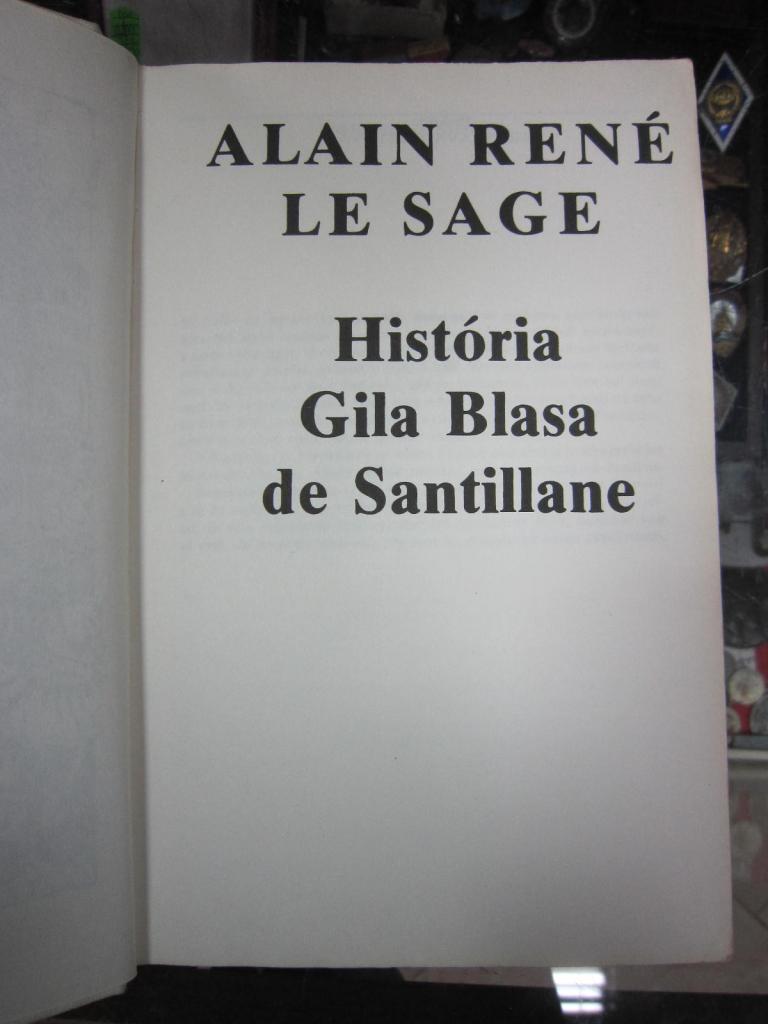 ALAIN RENÉ
LE SAGE
História
Gila Blasa
de Santillane